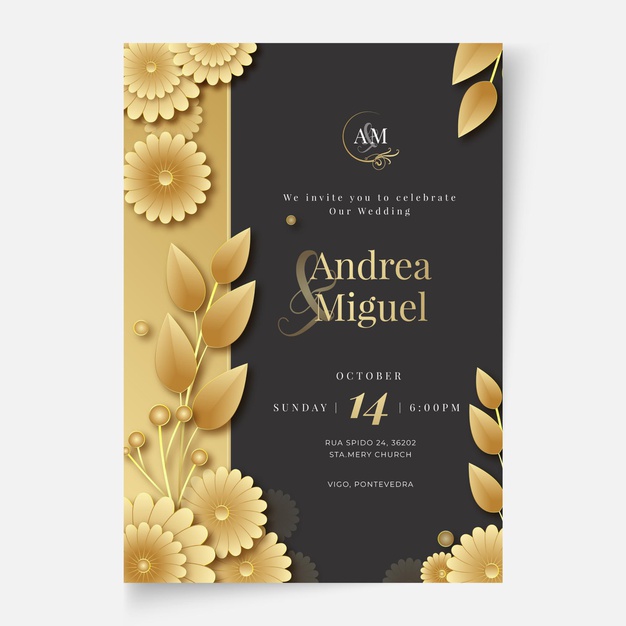 A&M
We invite you to celebrate
Our Wedding
Andrea
& Miguel
OCTOBER
SUNDAY | 14 | 6:00PM
RUA SPIDO 24, 36202
STA.MERY CHURCH
VIGO, PONTEVEDRA